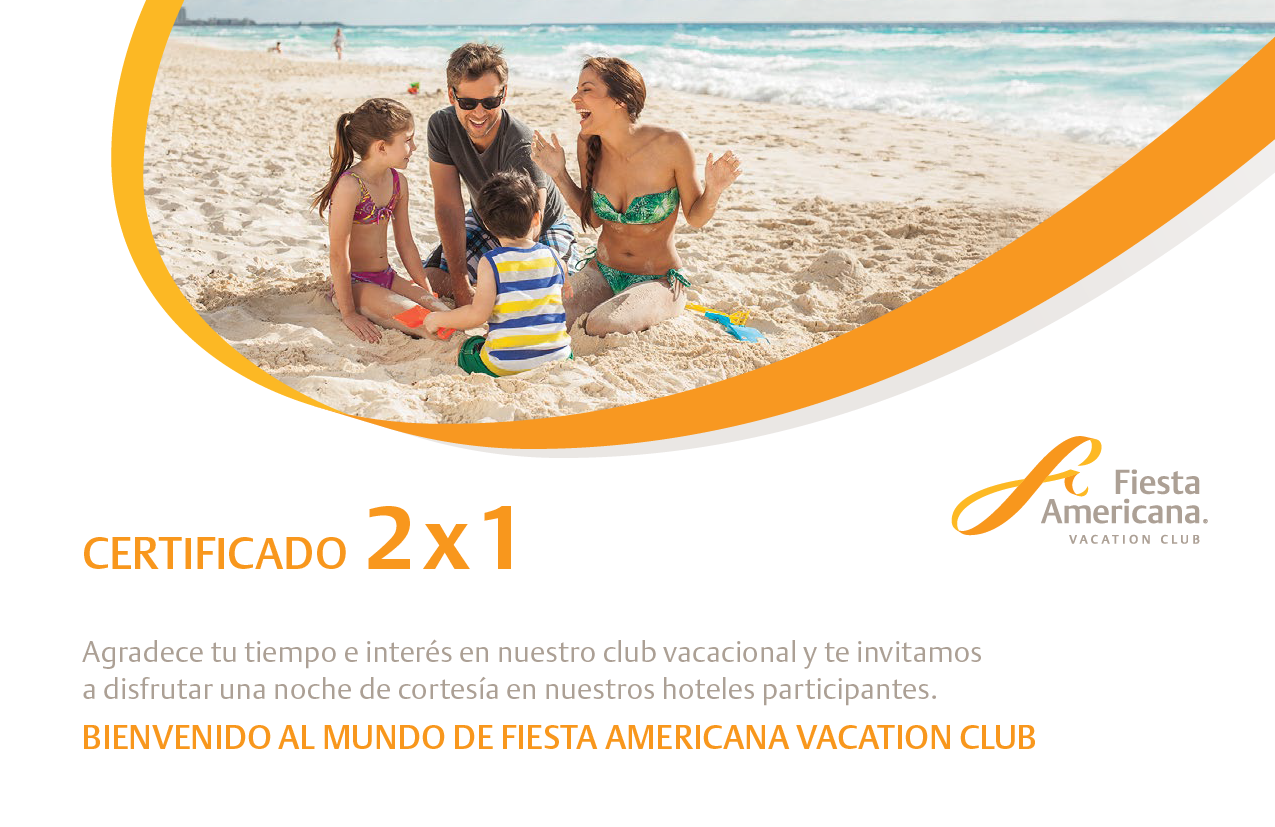 Fiesta
Americana.
VACATION CLUB
CERTIFICADO 2x1
Agradece tu tiempo e interés en nuestro club vacacional y te invitamos
a disfrutar una noche de cortesía en nuestros hoteles participantes.
BIENVENIDO AL MUNDO DE FIESTA AMERICANA VACATION CLUB